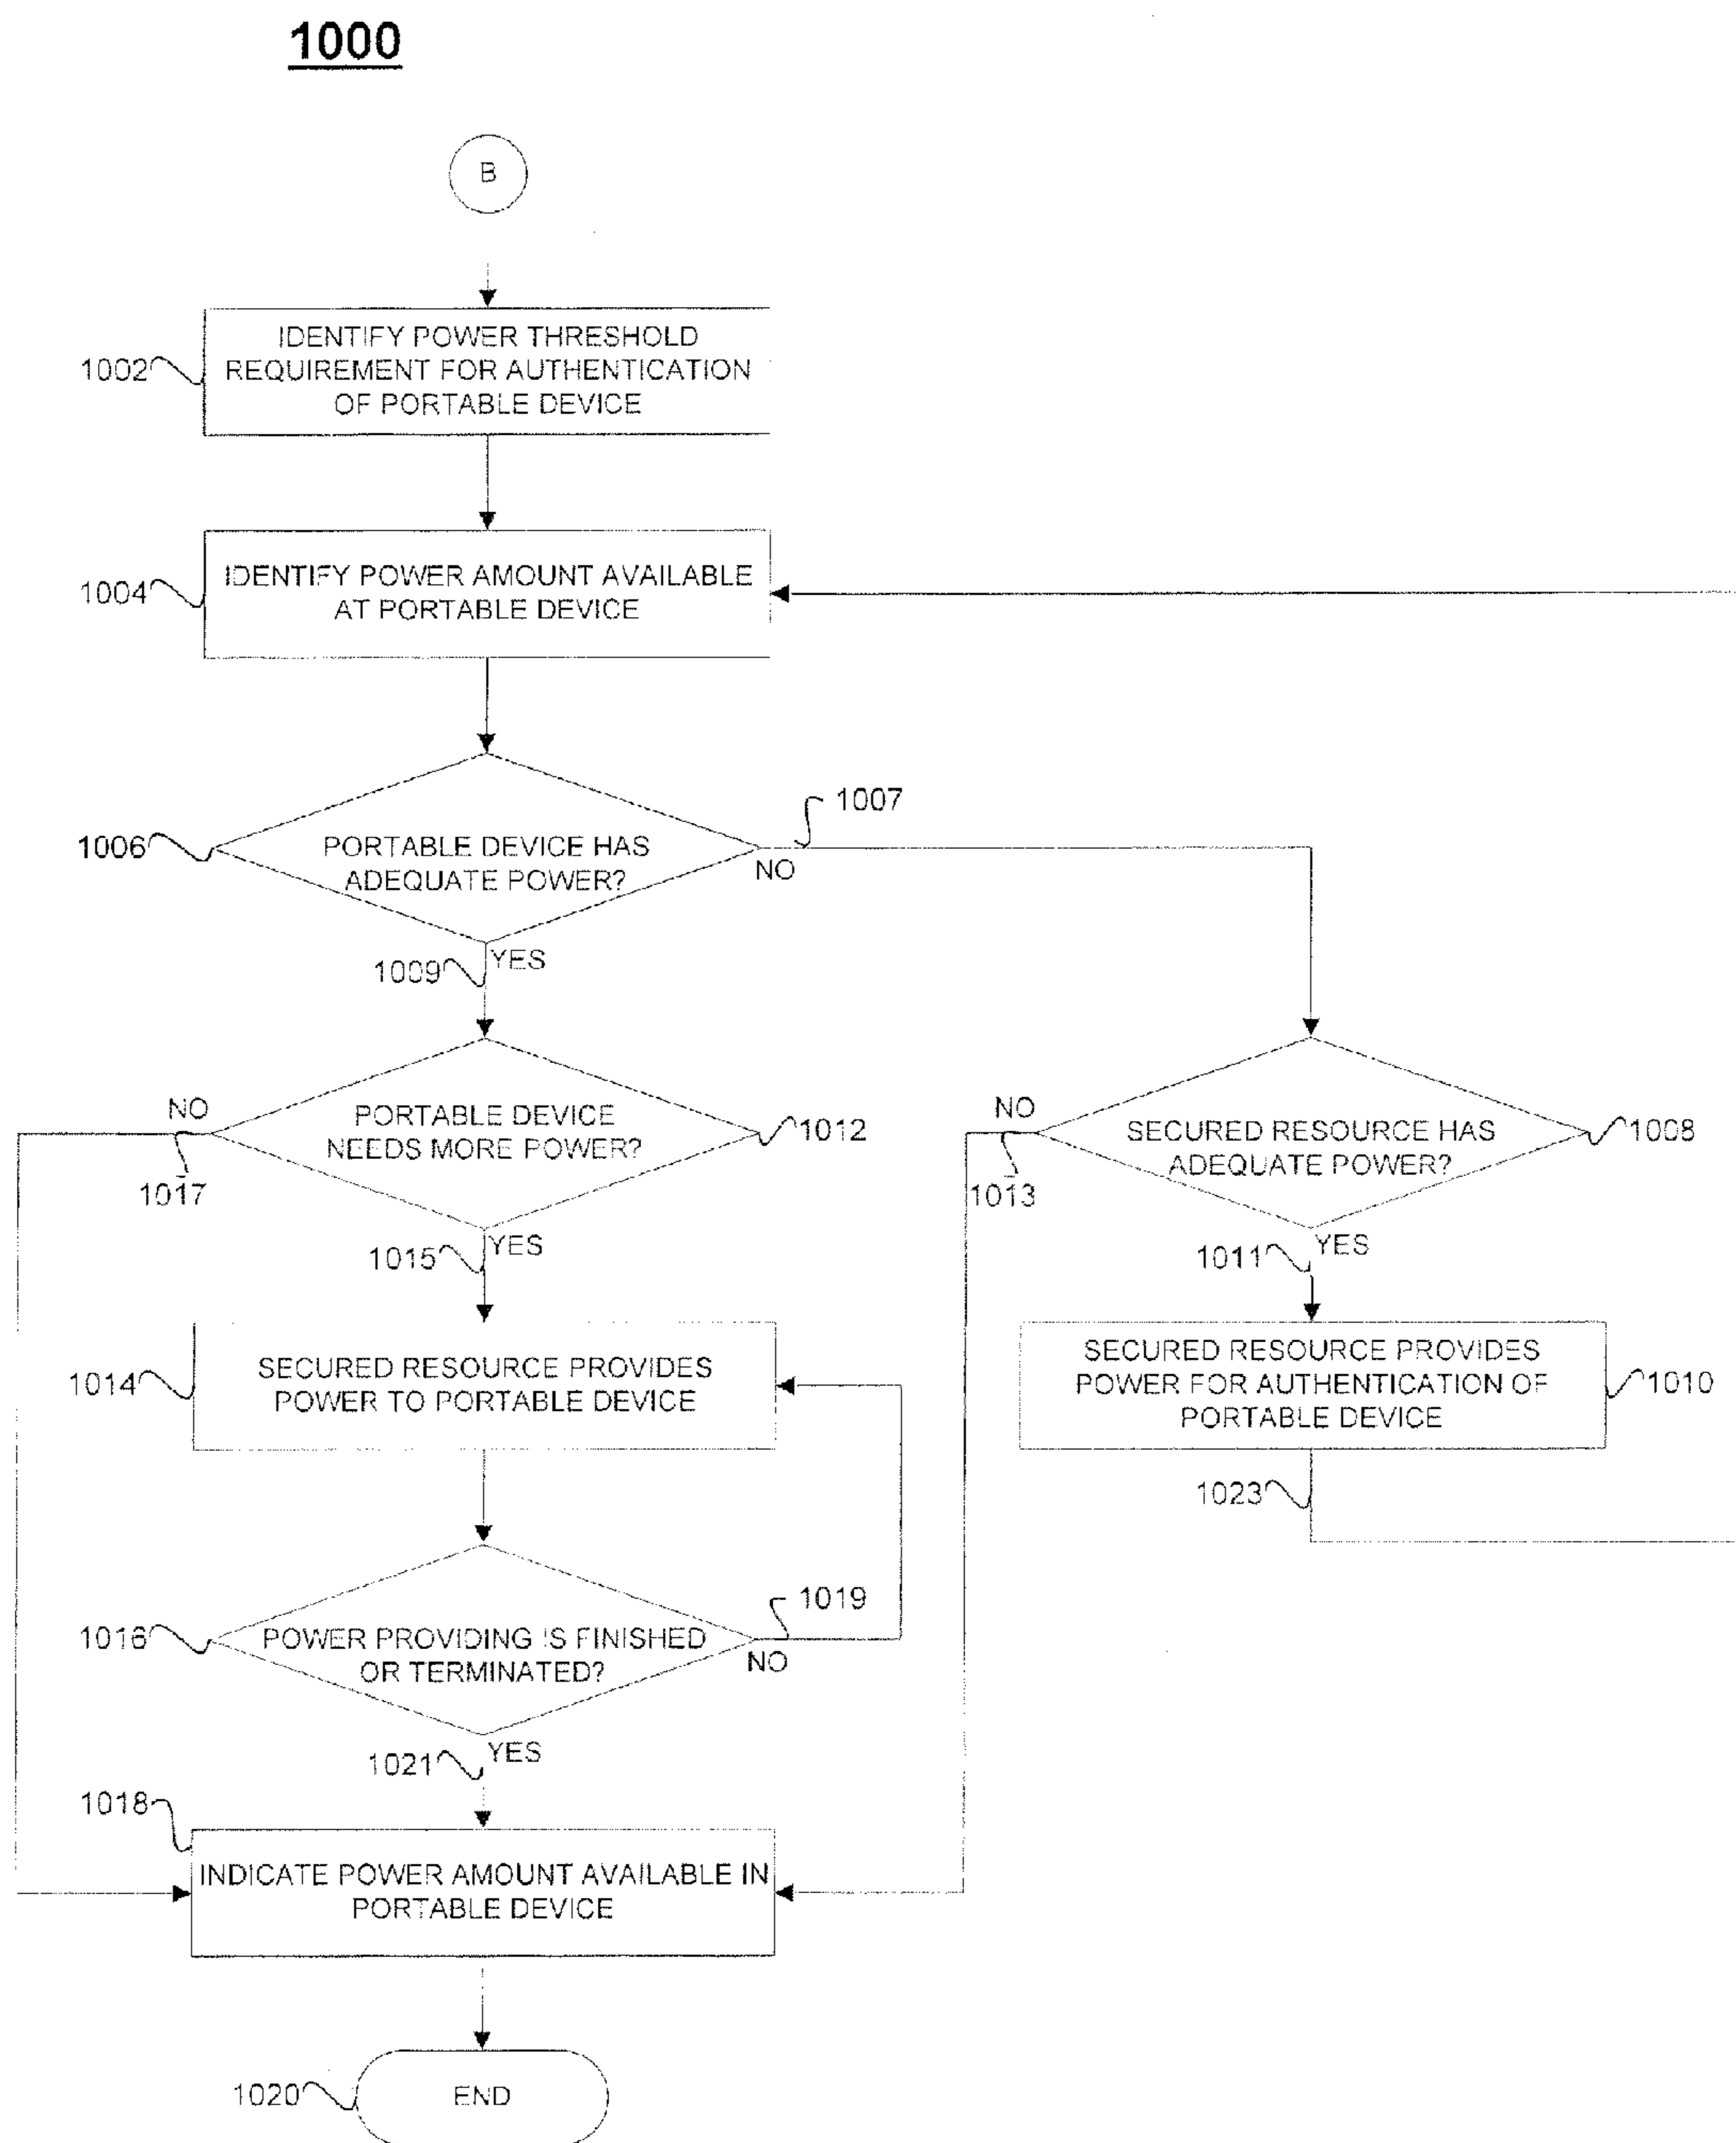 1000
B
1002
IDENTIFY POWER THRESHOLD
REQUIREMENT FOR AUTHENTICATION
OF PORTABLE DEVICE
1004
IDENTIFY POWER AMOUNT AVAILABLE
AT PORTABLE DEVICE
1006
PORTABLE DEVICE HAS
ADEQUATE POWER?
1007
NO
1009
YES
NO
1017
PORTABLE DEVICE
NEEDS MORE POWER?
1012
NO
1013
SECURED RESOURCE HAS
ADEQUATE POWER?
1008
1015
YES
1011
YES
1014
SECURED RESOURCE PROVIDES
POWER TO PORTABLE DEVICE
SECURED RESOURCE PROVIDES
POWER FOR AUTHENTICATION OF
PORTABLE DEVICE
1010
1023
1016
POWER PROVIDING IS FINISHED
OR TERMINATED?
1019
NO
1021
YES
1018
INDICATE POWER AMOUNT AVAILABLE IN
PORTABLE DEVICE
1020
END